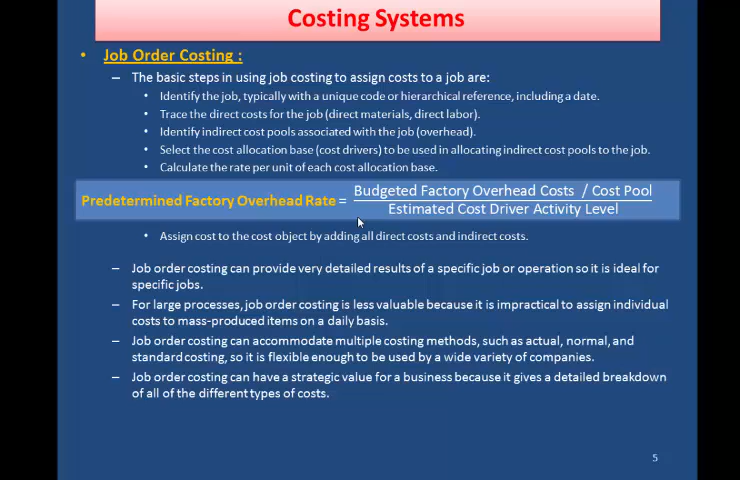 Costing Systems
• Job Order Costing :
– The basic steps in using job costing to assign costs to a job are:
• Identify the job, typically with a unique code or hierarchical reference, including a date.
• Trace the direct costs for the job (direct materials, direct labor).
• Identify indirect cost pools associated with the job (overhead).
• Select the cost allocation base (cost drivers) to be used in allocating indirect cost pools to the job.
• Calculate the rate per unit of each cost allocation base.
Predetermined Factory Overhead Rate = Budgeted Factory Overhead Costs / Cost Pool
Estimated Cost Driver Activity Level
• Assign cost to the cost object by adding all direct costs and indirect costs.
– Job order costing can provide very detailed results of a specific job or operation so it is ideal for
specific jobs.
– For large processes, job order costing is less valuable because it is impractical to assign individual
costs to mass-produced items on a daily basis.
– Job order costing can accommodate multiple costing methods, such as actual, normal, and
standard costing, so it is flexible enough to be used by a wide variety of companies.
– Job order costing can have a strategic value for a business because it gives a detailed breakdown
of all of the different types of costs.
5